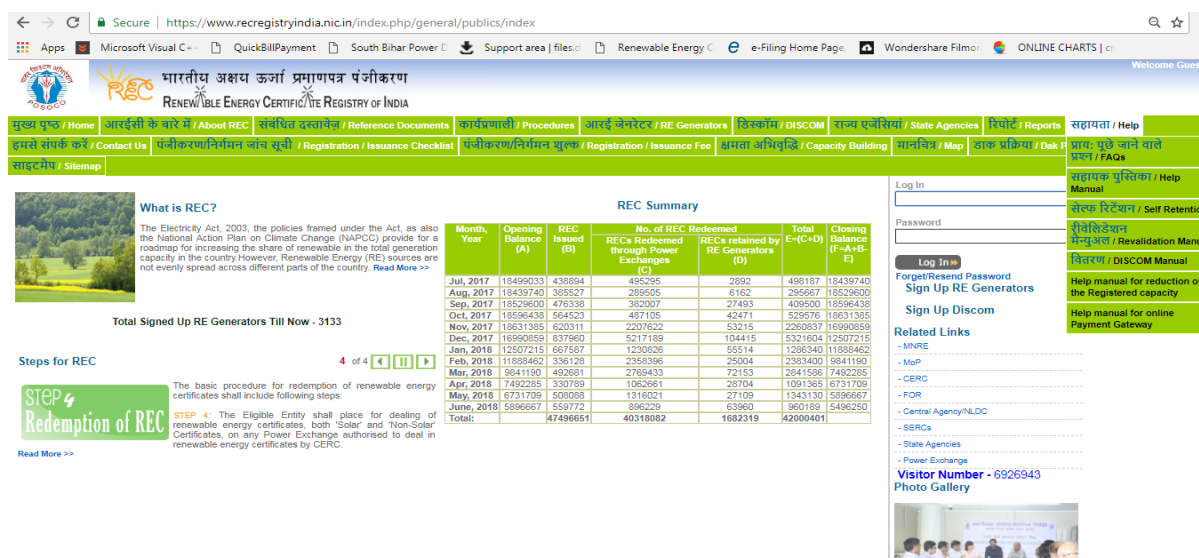 Secure | https://www.recregistryindia.nic.in/index.php/general/publics/index
Apps Microsoft Visual C++ QuickBillPayment South Bihar Power D Support area | files.d Renewable Energy C e-Filing Home Page, Wondershare Filmor ONLINE CHARTS | cr
Welcome Gues
POSOCO
REC
भारतीय अक्षय ऊर्जा प्रमाणपत्र पंजीकरण
RENEWABLE ENERGY CERTIFICATE REGISTRY OF INDIA
मुख्य पृष्ठ / Home आरईसी के बारे में / About REC संबंधित दस्तावेज़ / Reference Documents कार्यप्रणाली / Procedures आरई जेनरेटर / RE Generators डिस्कॉम / DISCOM राज्य एजेंसियां / State Agencies रिपोर्ट / Reports सहायता / Help
हमसे संपर्क करें / Contact Us पंजीकरण/निर्गमन जांच सूची / Registration / Issuance Checklist पंजीकरण/निर्गमन शुल्क / Registration / Issuance Fee क्षमता अभिवृद्धि / Capacity Building मानचित्र / Map डाक प्रक्रिया / Dak P
साइटमैप / Sitemap
प्राय: पूछे जाने वाले
प्रश्न / FAQs
सहायक पुस्तिका / Help
Manual
सेल्फ रिटेंशन / Self Retentio
रीवेलिडेशन
मेन्युअल / Revalidation Manu
वितरण / DISCOM Manual
Help manual for reduction of
the Registered capacity
Help manual for online
Payment Gateway
What is REC?
The Electricity Act, 2003, the policies framed under the Act, as also
the National Action Plan on Climate Change (NAPCC) provide for a
roadmap for increasing the share of renewable in the total generation
capacity in the country.However, Renewable Energy (RE) sources are
not evenly spread across different parts of the country. Read More >>
Total Signed Up RE Generators Till Now - 3133
Steps for REC
4 of 4
STEP 4
Redemption of REC
The basic procedure for redemption of renewable energy
certificates shall include following steps:
STEP 4: The Eligible Entity shall place for dealing of
renewable energy certificates, both 'Solar' and 'Non-Solar'
Certificates, on any Power Exchange authorised to deal in
renewable energy certificates by CERC.
Read More >>
REC Summary
Month, Year Opening Balance (A) REC Issued (B) No. of REC Redeemed Total E=(C+D) Closing Balance (F=A+B-E)
RECs Redeemed through Power Exchanges (C) RECs retained by RE Generators (D)
Jul, 2017 18499033 438894 495295 2892 498187 18439740
Aug, 2017 18439740 385527 289505 6162 295667 18529600
Sep, 2017 18529600 476338 382007 27493 409500 18596438
Oct, 2017 18596438 564523 487105 42471 529576 18631385
Nov, 2017 18631385 620311 2207622 53215 2260837 16990859
Dec, 2017 16990859 837960 5217189 104415 5321604 12507215
Jan, 2018 12507215 667587 1230826 55514 1286340 11888462
Feb, 2018 11888462 336128 2358396 25004 2383400 9841190
Mar, 2018 9841190 492681 2769433 72153 2841586 7492285
Apr, 2018 7492285 330789 1062661 28704 1091365 6731709
May, 2018 6731709 508088 1316021 27109 1343130 5896667
June, 2018 5896667 559772 896229 63960 960189 5496250
Total: 47496651 40318082 1682319 42000401
Log In
Password
Log In
Forget/Resend Password
Sign Up RE Generators
Sign Up Discom
Related Links
- MNRE
- MoP
- CERC
- FOR
- Central Agency/NLDC
- SERCs
- State Agencies
- Power Exchange
Visitor Number - 6926943
Photo Gallery